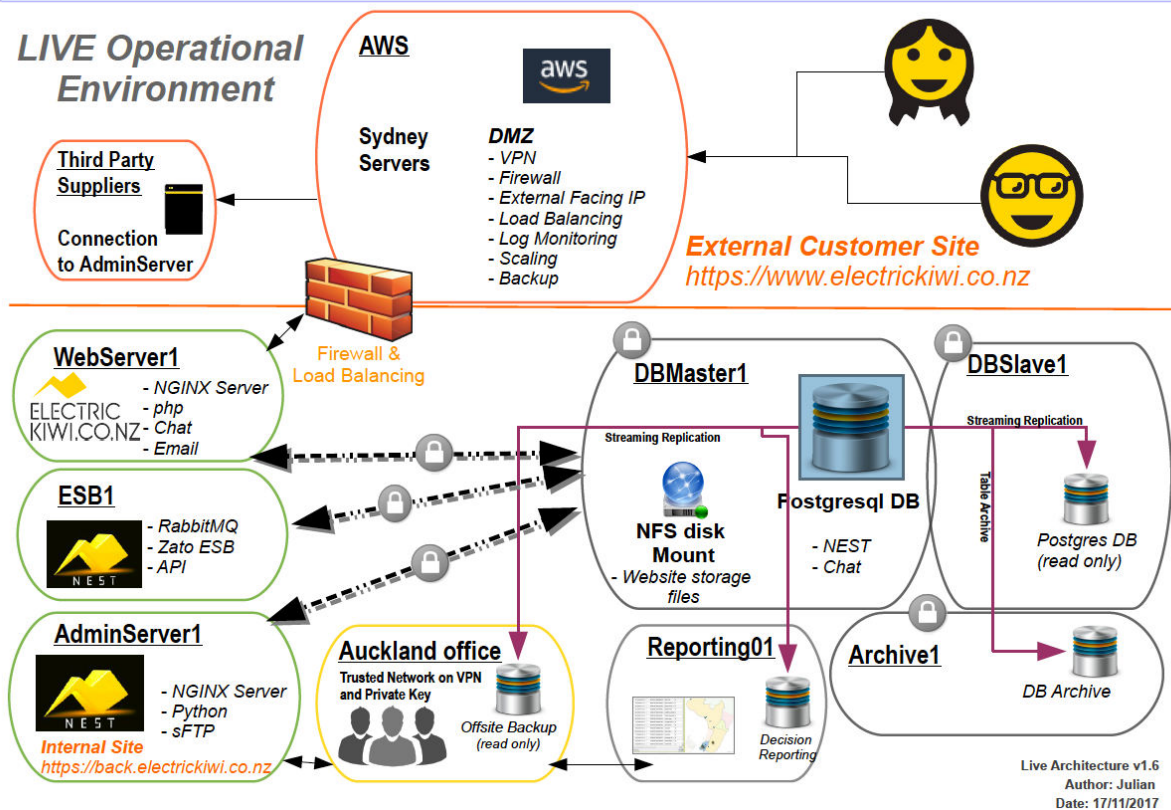 LIVE Operational
Environment
AWS
aws
Sydney
Servers
DMZ
- VPN
- Firewall
- External Facing IP
- Load Balancing
- Log Monitoring
- Scaling
- Backup
Third Party
Suppliers
Connection
to AdminServer
External Customer Site
https://www.electrickiwi.co.nz
Firewall &
Load Balancing
WebServer1
ELECTRIC
KIWI.CO.NZ
- NGINX Server
- php
- Chat
- Email
ESB1
NEST
- RabbitMQ
- Zato ESB
- API
AdminServer1
NEST
- NGINX Server
- Python
- sFTP
Internal Site
https://back.electrickiwi.co.nz
Auckland office
Trusted Network on VPN
and Private Key
Offsite Backup
(read only)
DBMaster1
Streaming Replication
NFS disk
Mount
- Website storage
files
Postgresql DB
- NEST
- Chat
DBSlave1
Streaming Replication
Table Archive
Postgres DB
(read only)
Reporting01
Decision
Reporting
Archive1
DB Archive
Live Architecture v1.6
Author: Julian
Date: 17/11/2017